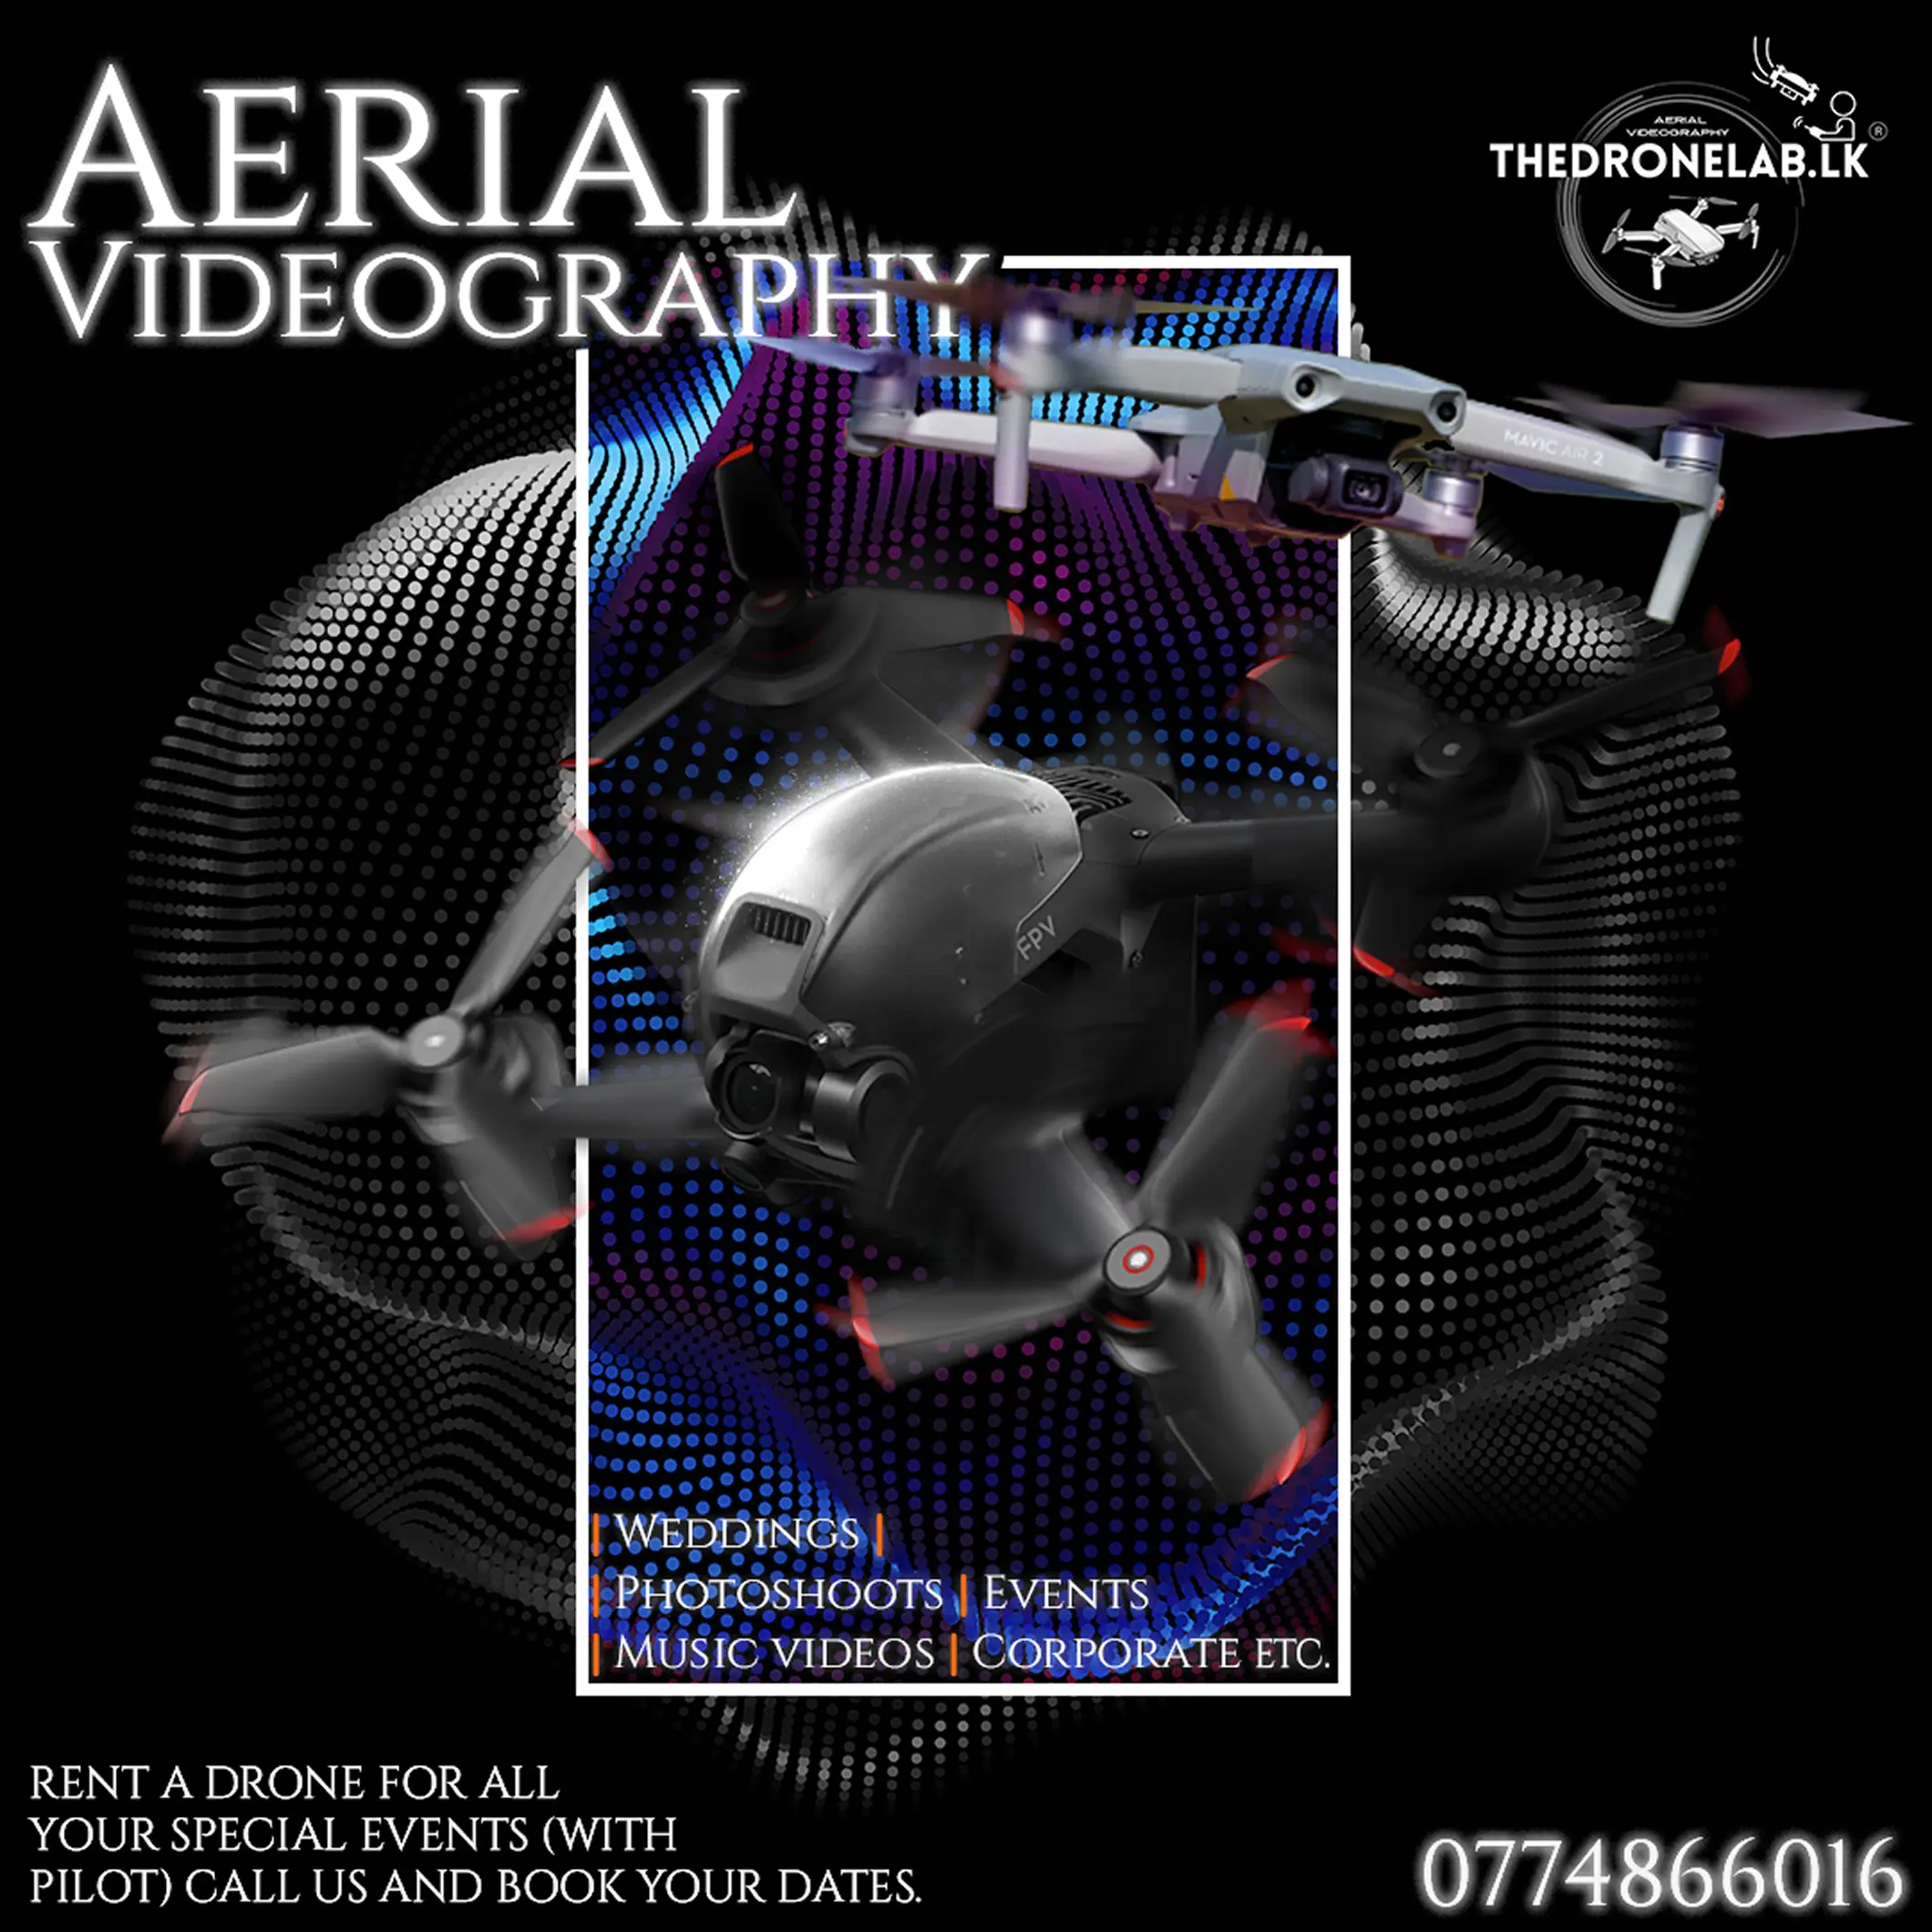 AERIAL
VIDEOGRAPHY
AERIAL
VIDEOGRAPHY
®
THEDRONELAB.LK
MAVIC AIR 2
FPV
| WEDDINGS |
| PHOTOSHOOTS | EVENTS
| MUSIC VIDEOS | CORPORATE ETC.
RENT A DRONE FOR ALL
YOUR SPECIAL EVENTS (WITH
PILOT) CALL US AND BOOK YOUR DATES.
0774866016